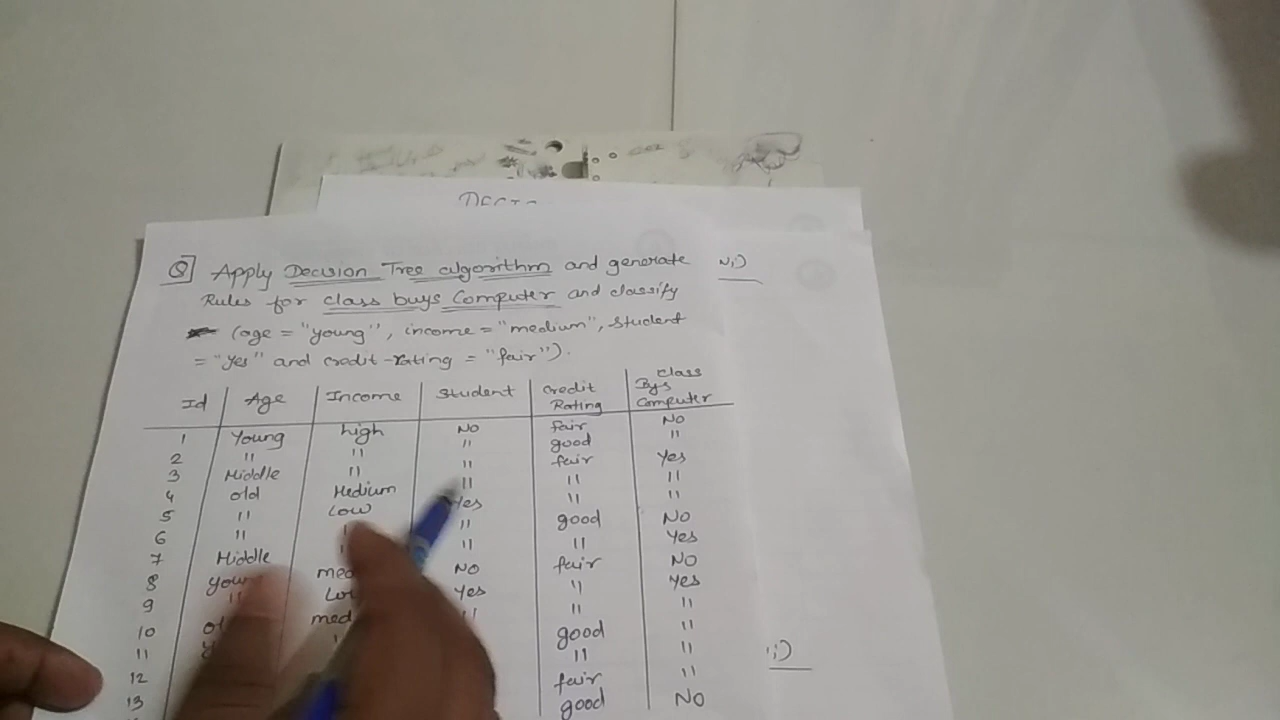 Q] Apply Decision Tree algorithm and generate
Rules for class buys Computer and classify
(age = "young", income = "medium", student
= "yes" and credit-rating = "fair").
Id Age Income Student Credit Rating class Bys Computer
1 Young high NO fair NO
2 " " " good "
3 Middle " " fair Yes
4 old Medium " " "
5 " Low Yes " "
6 " " good NO
7 Middle " " Yes
8 NO fair NO
9 " Yes " Yes
10 " " "
11 good "
12 " "
13 fair "
good NO